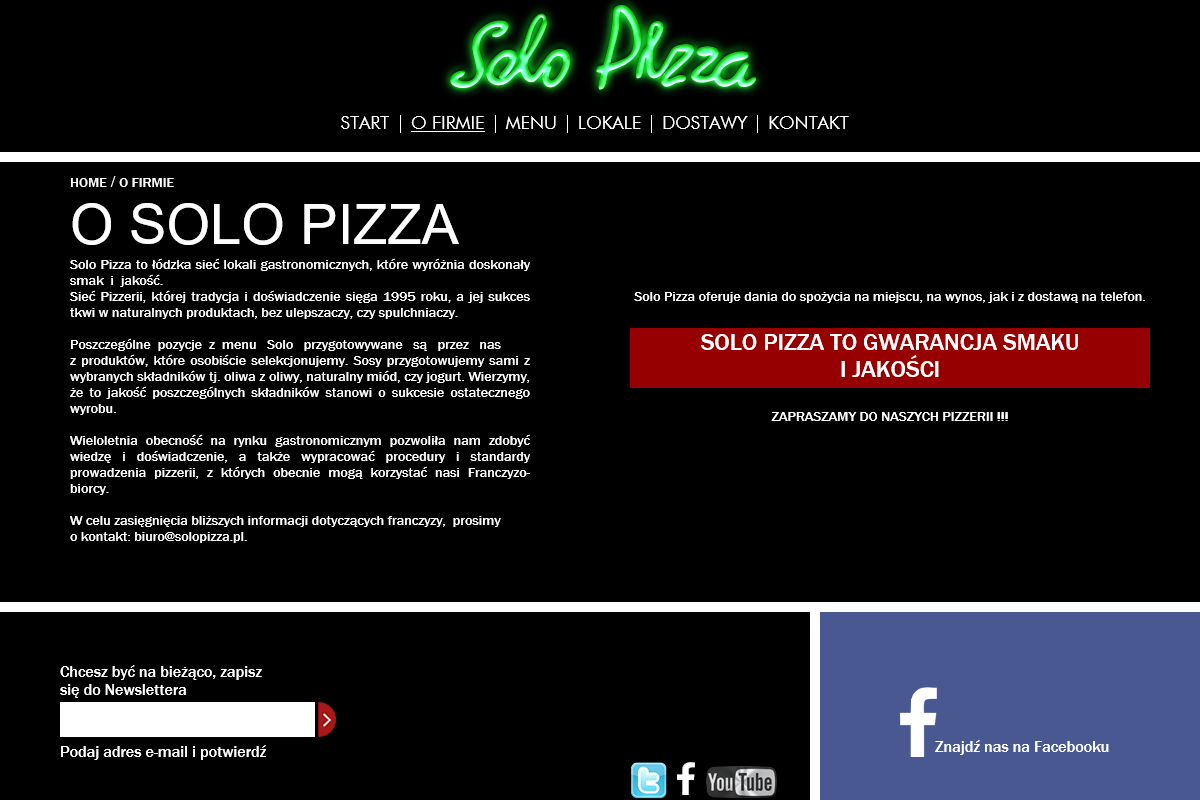 Solo Pizza
START | O FIRMIE | MENU | LOKALE | DOSTAWY | KONTAKT
HOME / O FIRMIE
O SOLO PIZZA
Solo Pizza to łódzka sieć lokali gastronomicznych, które wyróżnia doskonały
smak i jakość.
Sieć Pizzerii, której tradycja i doświadczenie sięga 1995 roku, a jej sukces
tkwi w naturalnych produktach, bez ulepszaczy, czy spulchniaczy.
Poszczególne pozycje z menu Solo przygotowywane są przez nas
z produktów, które osobiście selekcjonujemy. Sosy przygotowujemy sami z
wybranych składników tj. oliwa z oliwy, naturalny miód, czy jogurt. Wierzymy,
że to jakość poszczególnych składników stanowi o sukcesie ostatecznego
wyrobu.
Wieloletnia obecność na rynku gastronomicznym pozwoliła nam zdobyć
wiedzę i doświadczenie, a także wypracować procedury i standardy
prowadzenia pizzerii, z których obecnie mogą korzystać nasi Franczyzo-
biorcy.
W celu zasięgnięcia bliższych informacji dotyczących franczyzy, prosimy
o kontakt: biuro@solopizza.pl.
Solo Pizza oferuje dania do spożycia na miejscu, na wynos, jak i z dostawą na telefon.
SOLO PIZZA TO GWARANCJA SMAKU
I JAKOŚCI
ZAPRASZAMY DO NASZYCH PIZZERII !!!
Chcesz być na bieżąco, zapisz
się do Newslettera
Podaj adres e-mail i potwierdź
You Tube
Znajdź nas na Facebooku